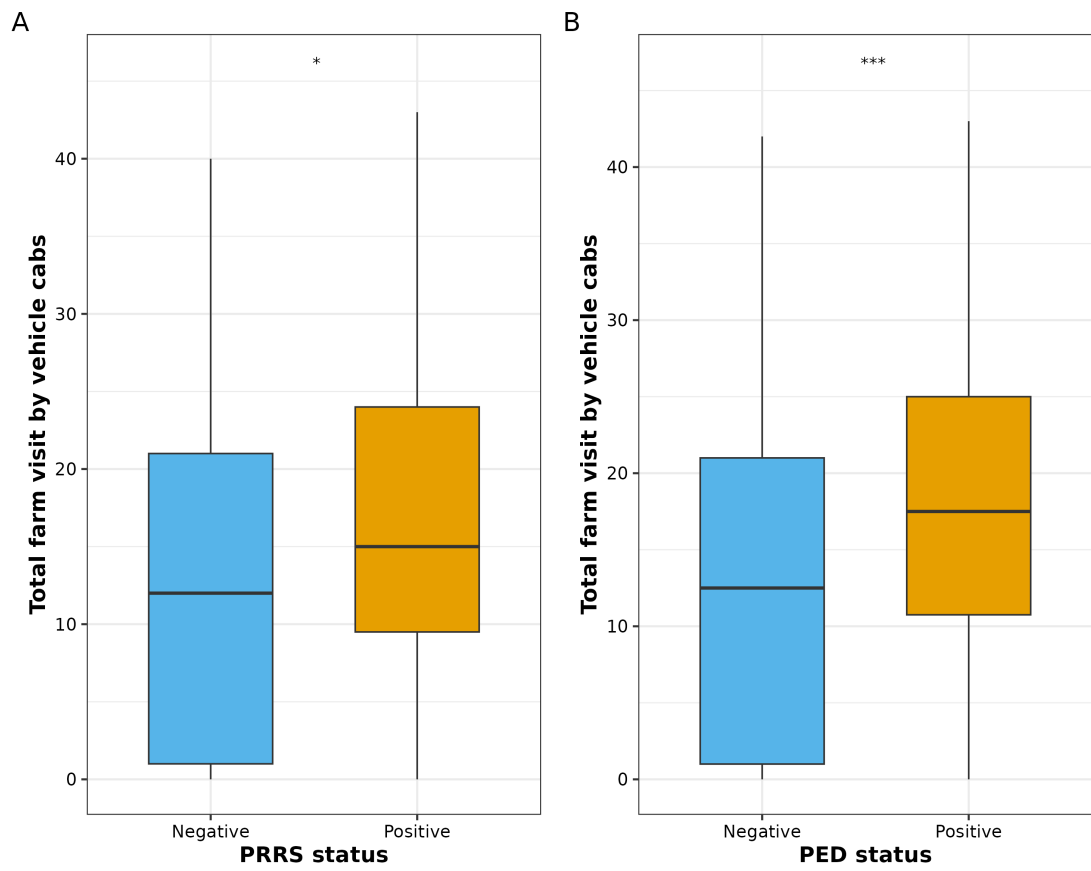 A
B
*
***
Total farm visit by vehicle cabs
40
30
20
10
0
Negative
Positive
PRRS status
Total farm visit by vehicle cabs
40
30
20
10
0
Negative
Positive
PED status